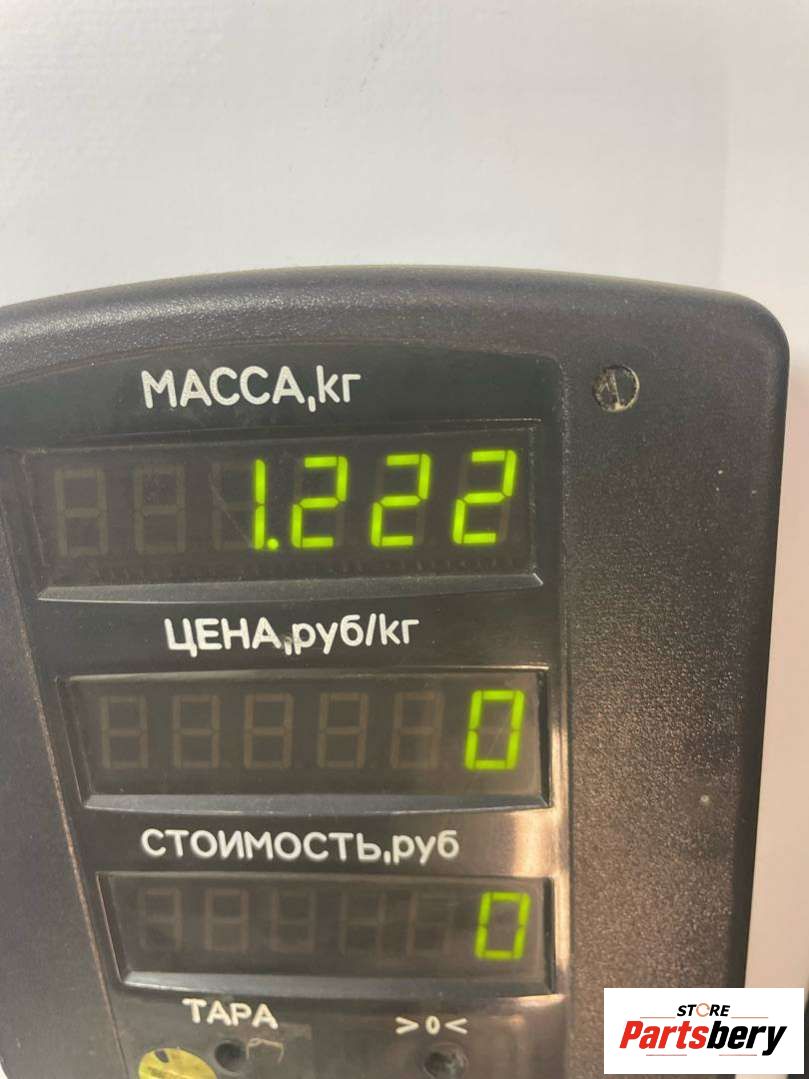 МАССА,кг
1.222
ЦЕНА,руб/кг
0
СТОИМОСТЬ,руб
0
ТАРА >0<
STORE
Partsbery